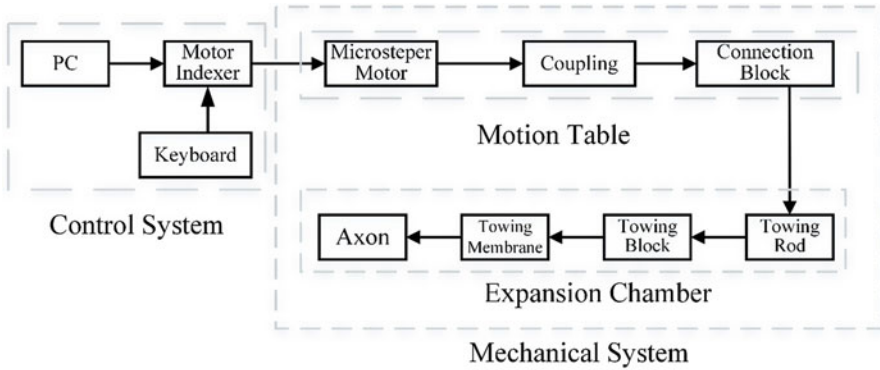 PC
Motor
Indexer
Microsteper
Motor
Coupling
Connection
Block
Keyboard
Motion Table
Control System
Axon
Towing
Membrane
Towing
Block
Towing
Rod
Expansion Chamber
Mechanical System